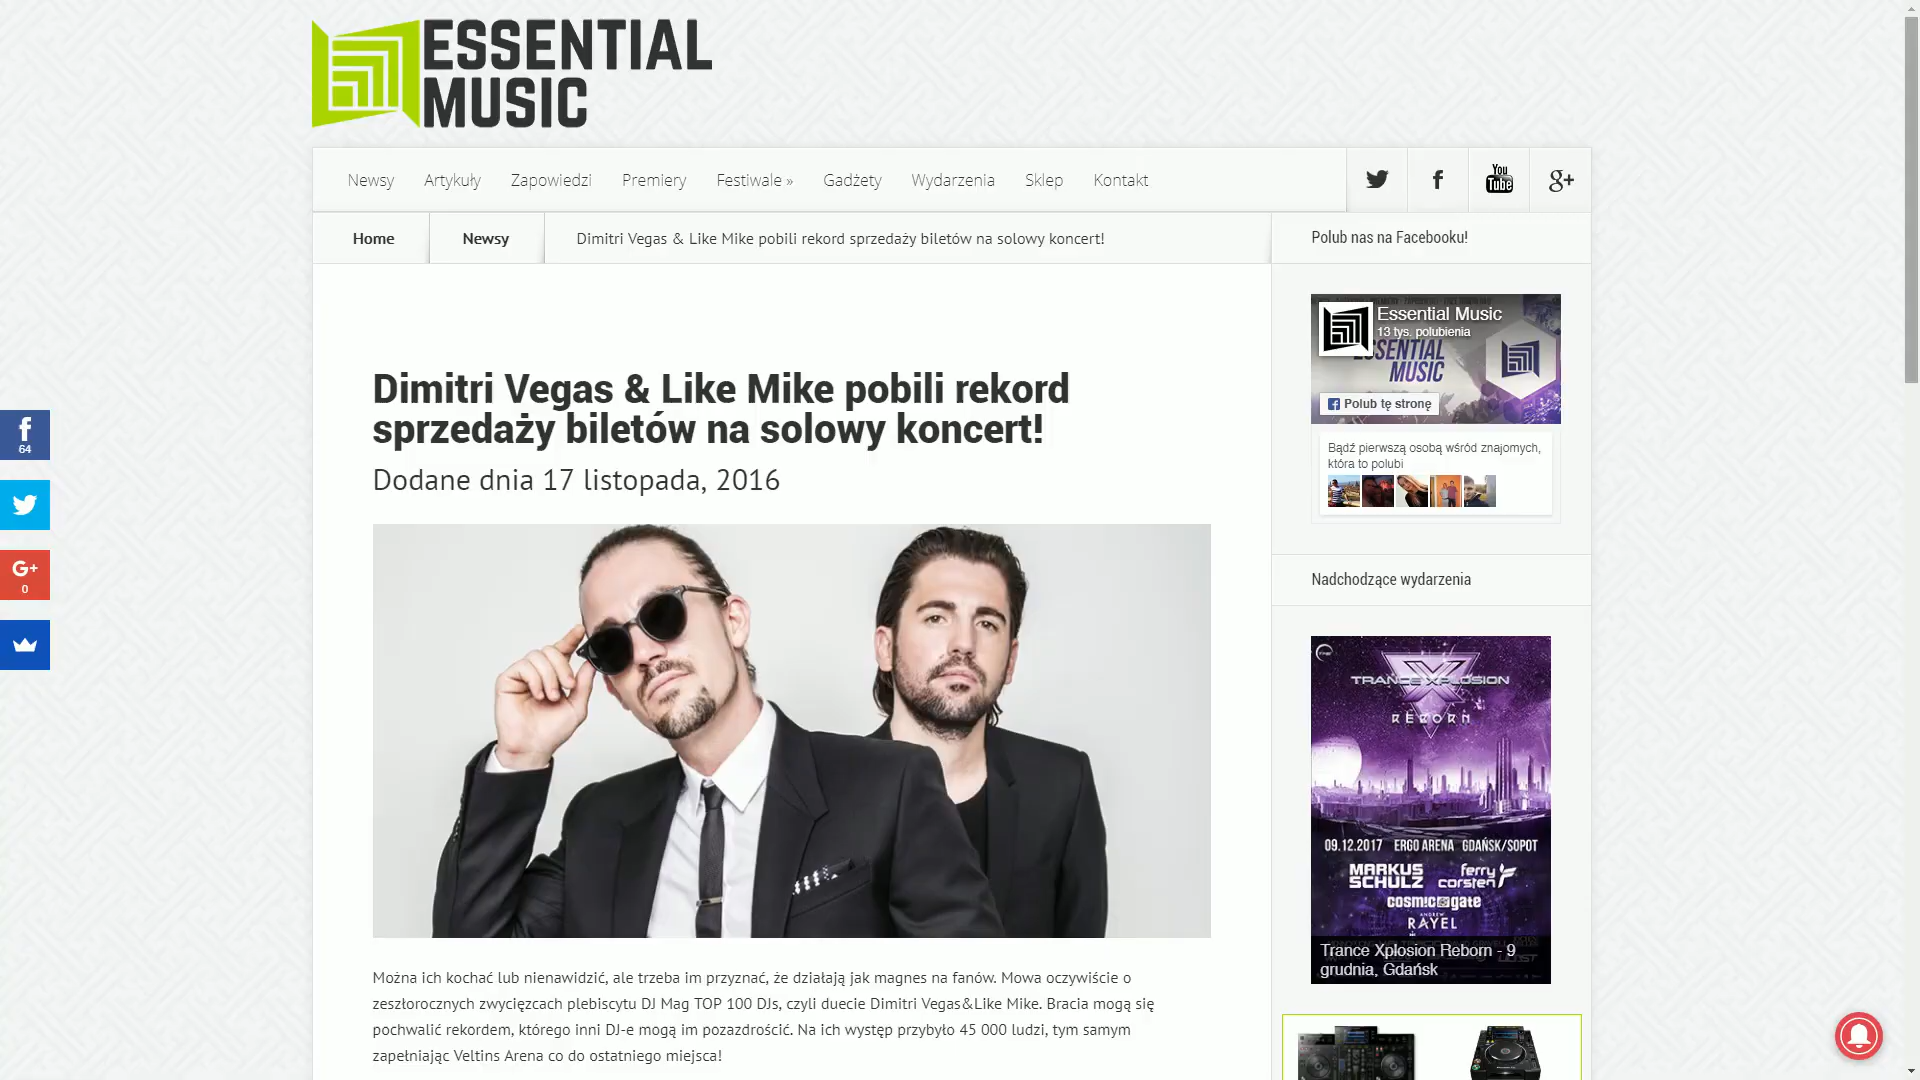 ESSENTIAL
MUSIC
Newsy Artykuły Zapowiedzi Premiery Festiwale » Gadżety Wydarzenia Sklep Kontakt
You
Tube
g+
Home Newsy Dimitri Vegas & Like Mike pobili rekord sprzedaży biletów na solowy koncert!
Polub nas na Facebooku!
Essential Music
13 tys. polubienia
ESSENTIAL
MUSIC
Polub tę stronę
Bądź pierwszą osobą wśród znajomych,
która to polubi
64
G+
0
Dimitri Vegas & Like Mike pobili rekord
sprzedaży biletów na solowy koncert!
Dodane dnia 17 listopada, 2016
Można ich kochać lub nienawidzić, ale trzeba im przyznać, że działają jak magnes na fanów. Mowa oczywiście o
zeszłorocznych zwycięzcach plebiscytu DJ Mag TOP 100 DJs, czyli duecie Dimitri Vegas&Like Mike. Bracia mogą się
pochwalić rekordem, którego inni DJ-e mogą im pozazdrościć. Na ich występ przybyło 45 000 ludzi, tym samym
zapełniając Veltins Arena co do ostatniego miejsca!
Nadchodzące wydarzenia
TRANCE XPLOSION
REBORN
09.12.2017 ERGO ARENA GDAŃSK/SOPOT
MARKUS
SCHULZ
ferry
corsten
cosmic gate
ANDREW
RAYEL
Trance Xplosion Reborn - 9
grudnia, Gdańsk